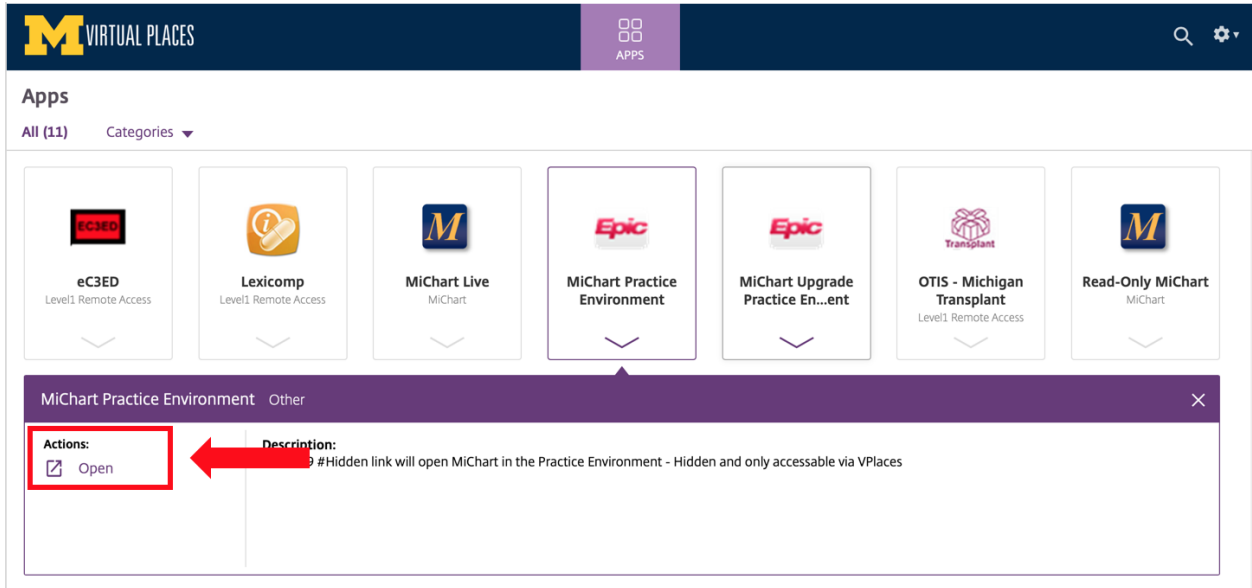 M VIRTUAL PLACES
APPS
Apps
All (11) Categories
EC3ED
eC3ED
Level1 Remote Access
Lexicomp
Level1 Remote Access
M
MiChart Live
MiChart
Epic
MiChart Practice
Environment
Epic
MiChart Upgrade
Practice En...ent
Transplant
OTIS - Michigan
Transplant
Level1 Remote Access
M
Read-Only MiChart
MiChart
MiChart Practice Environment Other
Actions:
Open
Description:
9 #Hidden link will open MiChart in the Practice Environment - Hidden and only accessable via VPlaces